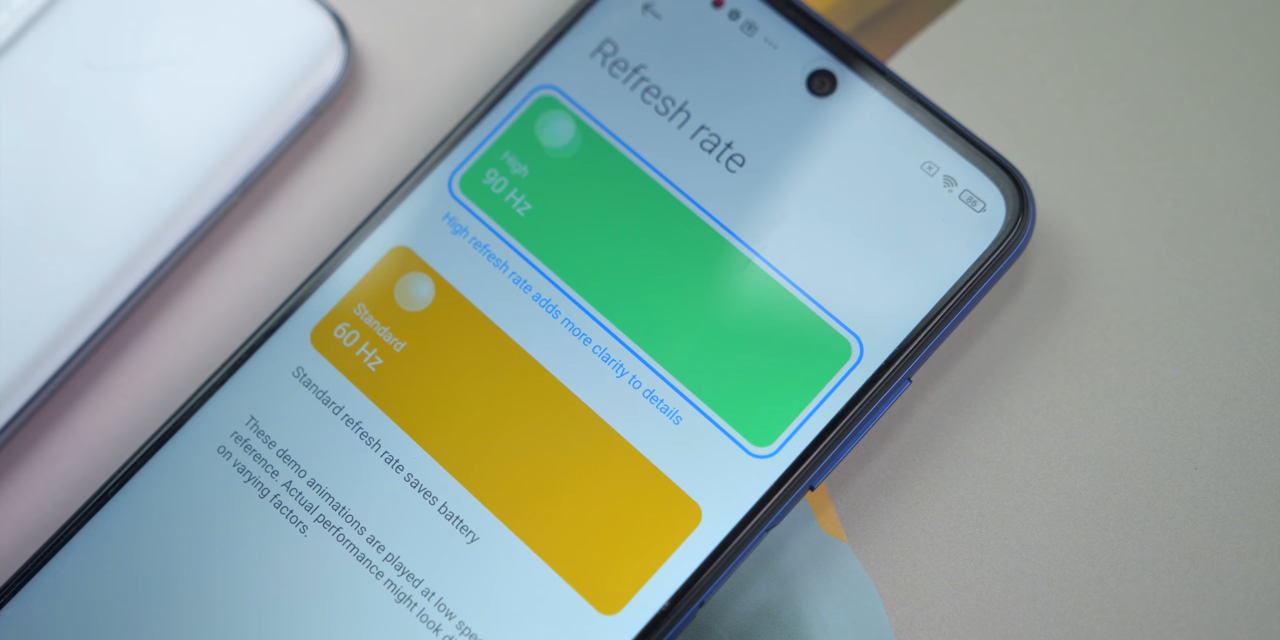 Refresh rate
86
High
90 Hz
High refresh rate adds more clarity to details
Standard
60 Hz
Standard refresh rate saves battery
These demo animations are played at low
reference. Actual performance might look
on varying factors.